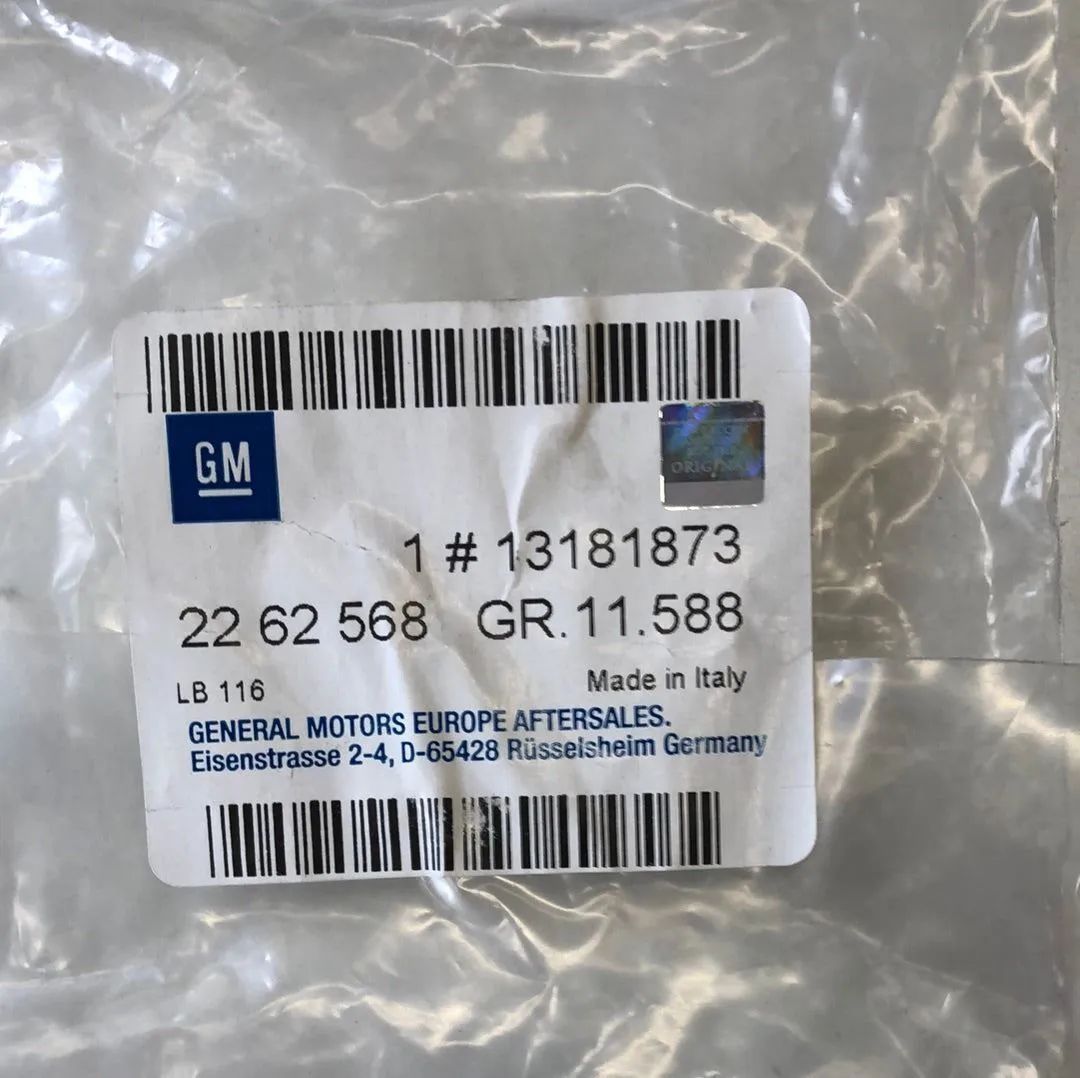 GM
ORIGINAL
1 # 13181873
22 62 568 GR. 11.588
LB 116
Made in Italy
GENERAL MOTORS EUROPE AFTERSALES.
Eisenstrasse 2-4, D-65428 Rüsselsheim Germany